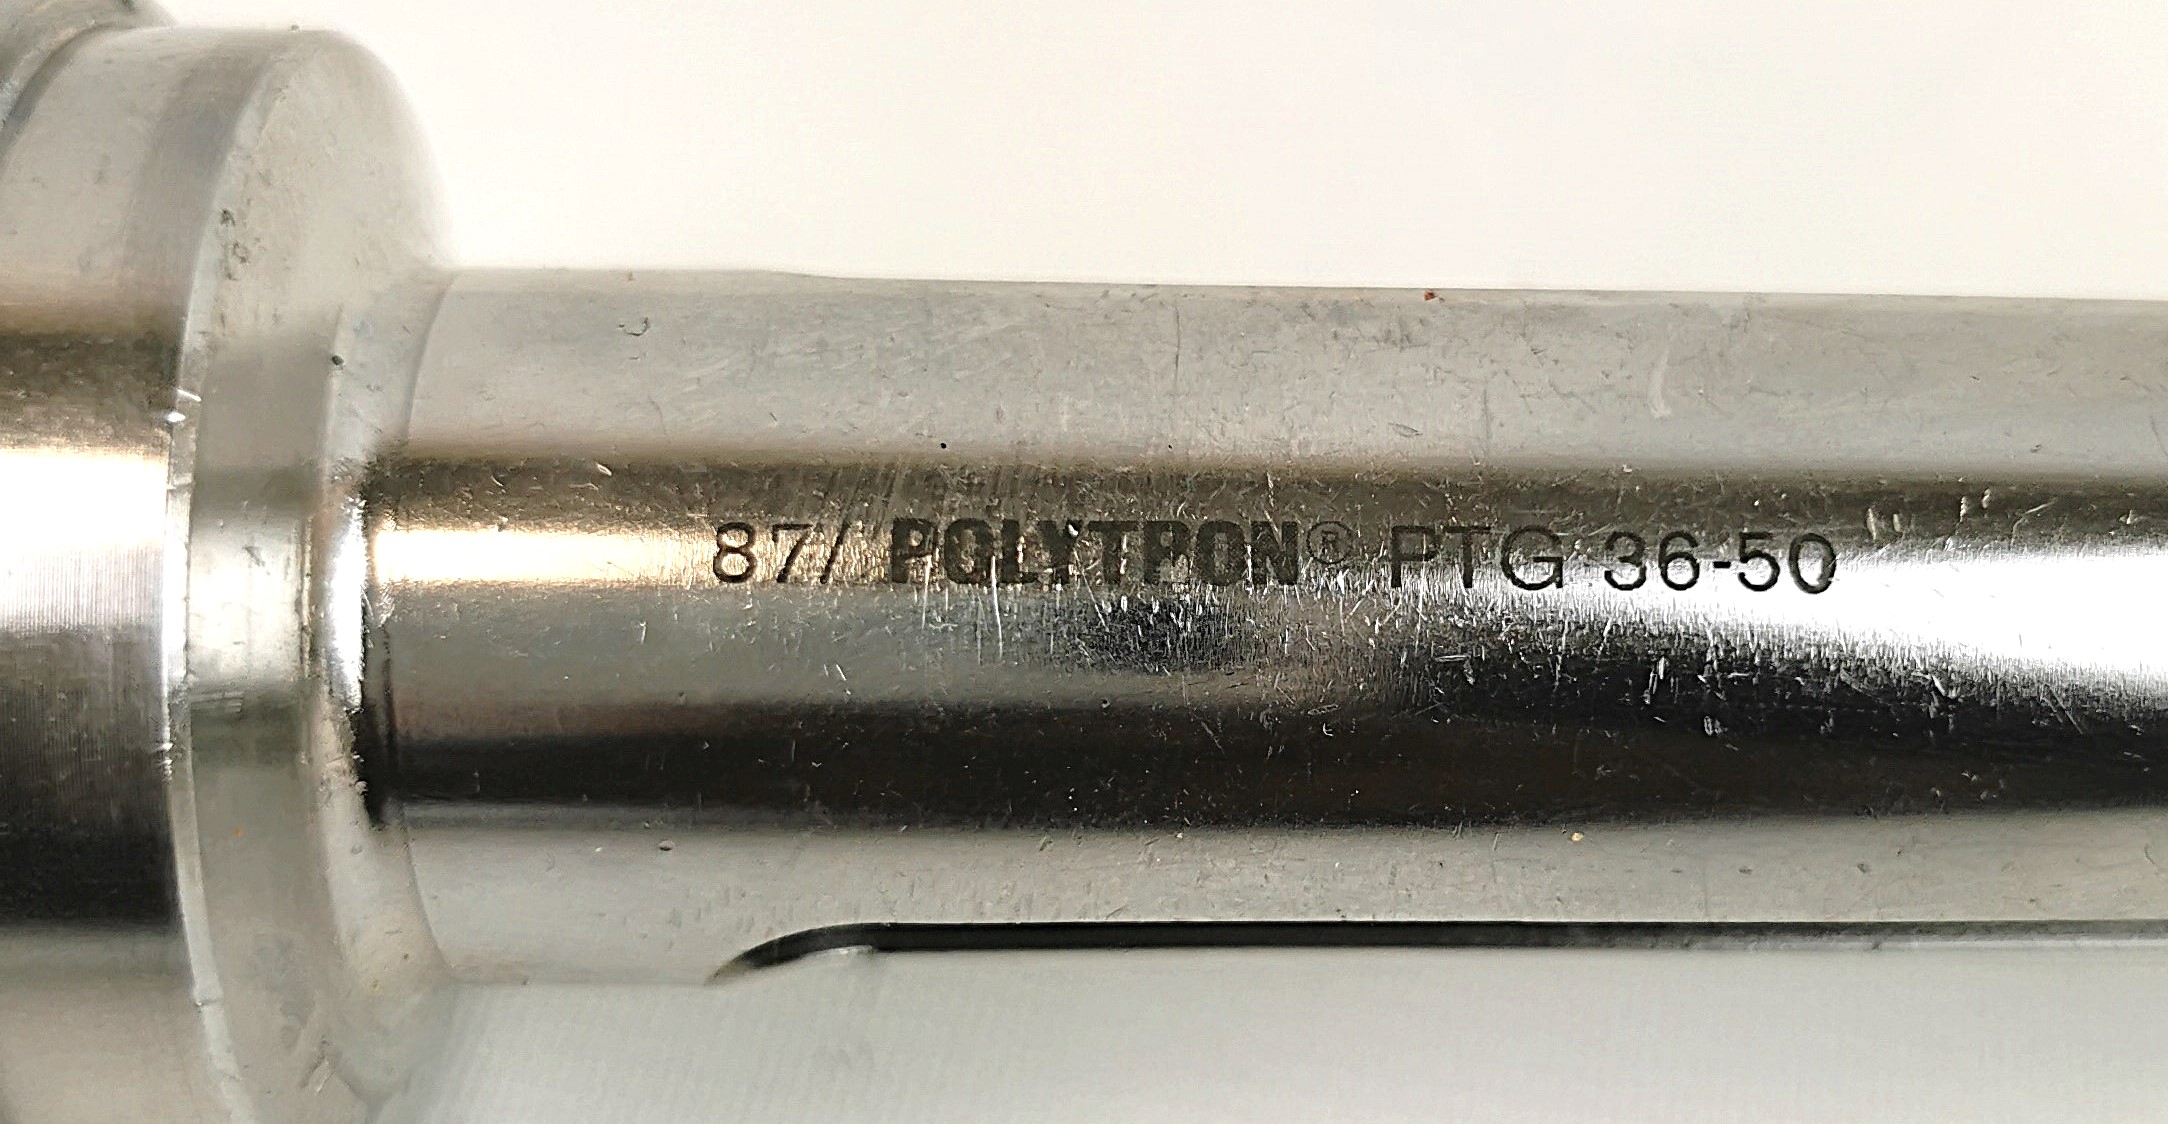 87/ POLYTRON® PTG 36-50